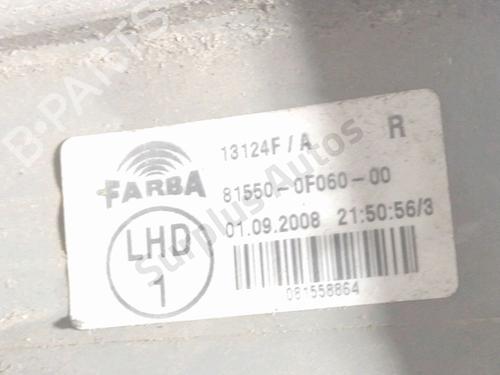 13124F/A R
FARBA
81550-0F060-00
LHD
01.09.2008 21:50:56/3
1
081558864
B-PARTS
Surplus Autos